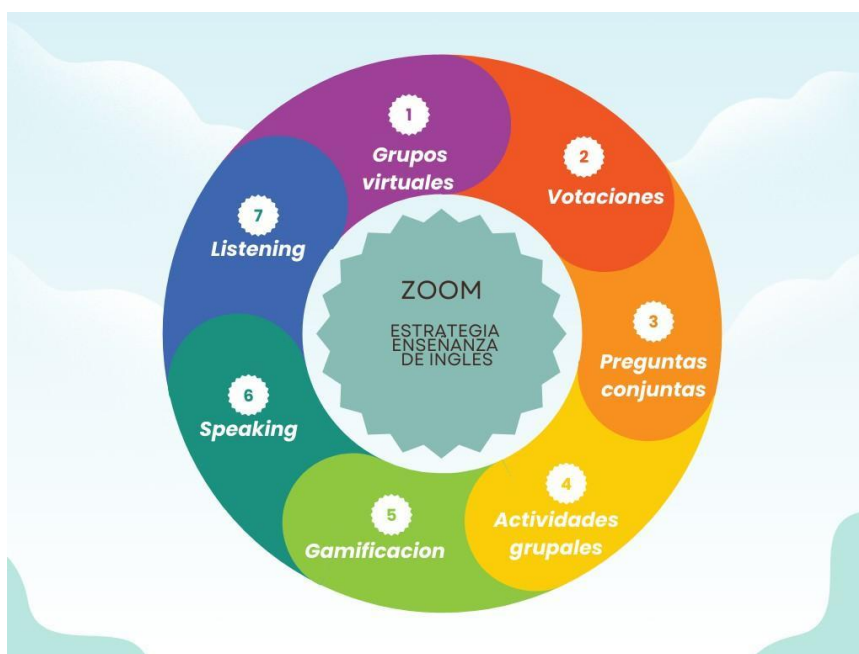 ZOOM
ESTRATEGIA
ENSEÑANZA
DE INGLES
1
Grupos
virtuales
2
Votaciones
3
Preguntas
conjuntas
4
Actividades
grupales
5
Gamificacion
6
Speaking
7
Listening